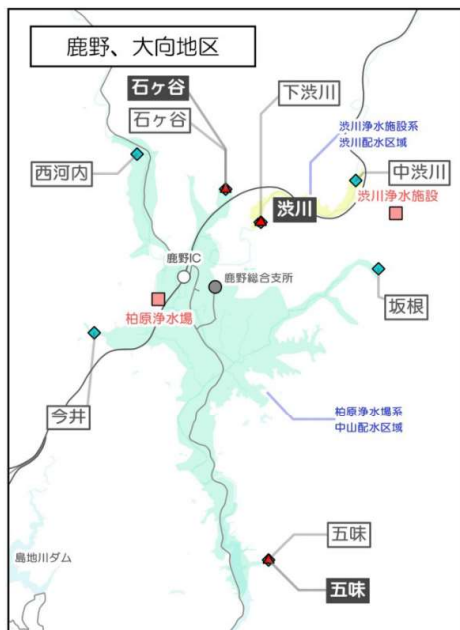 鹿野、大向地区
石ヶ谷
石ヶ谷
下渋川
渋川浄水施設系
渋川配水区域
西河内
中渋川
渋川浄水施設
渋川
鹿野IC
鹿野総合支所
柏原浄水場
坂根
今井
柏原浄水場系
中山配水区域
五味
島地川ダム
五味